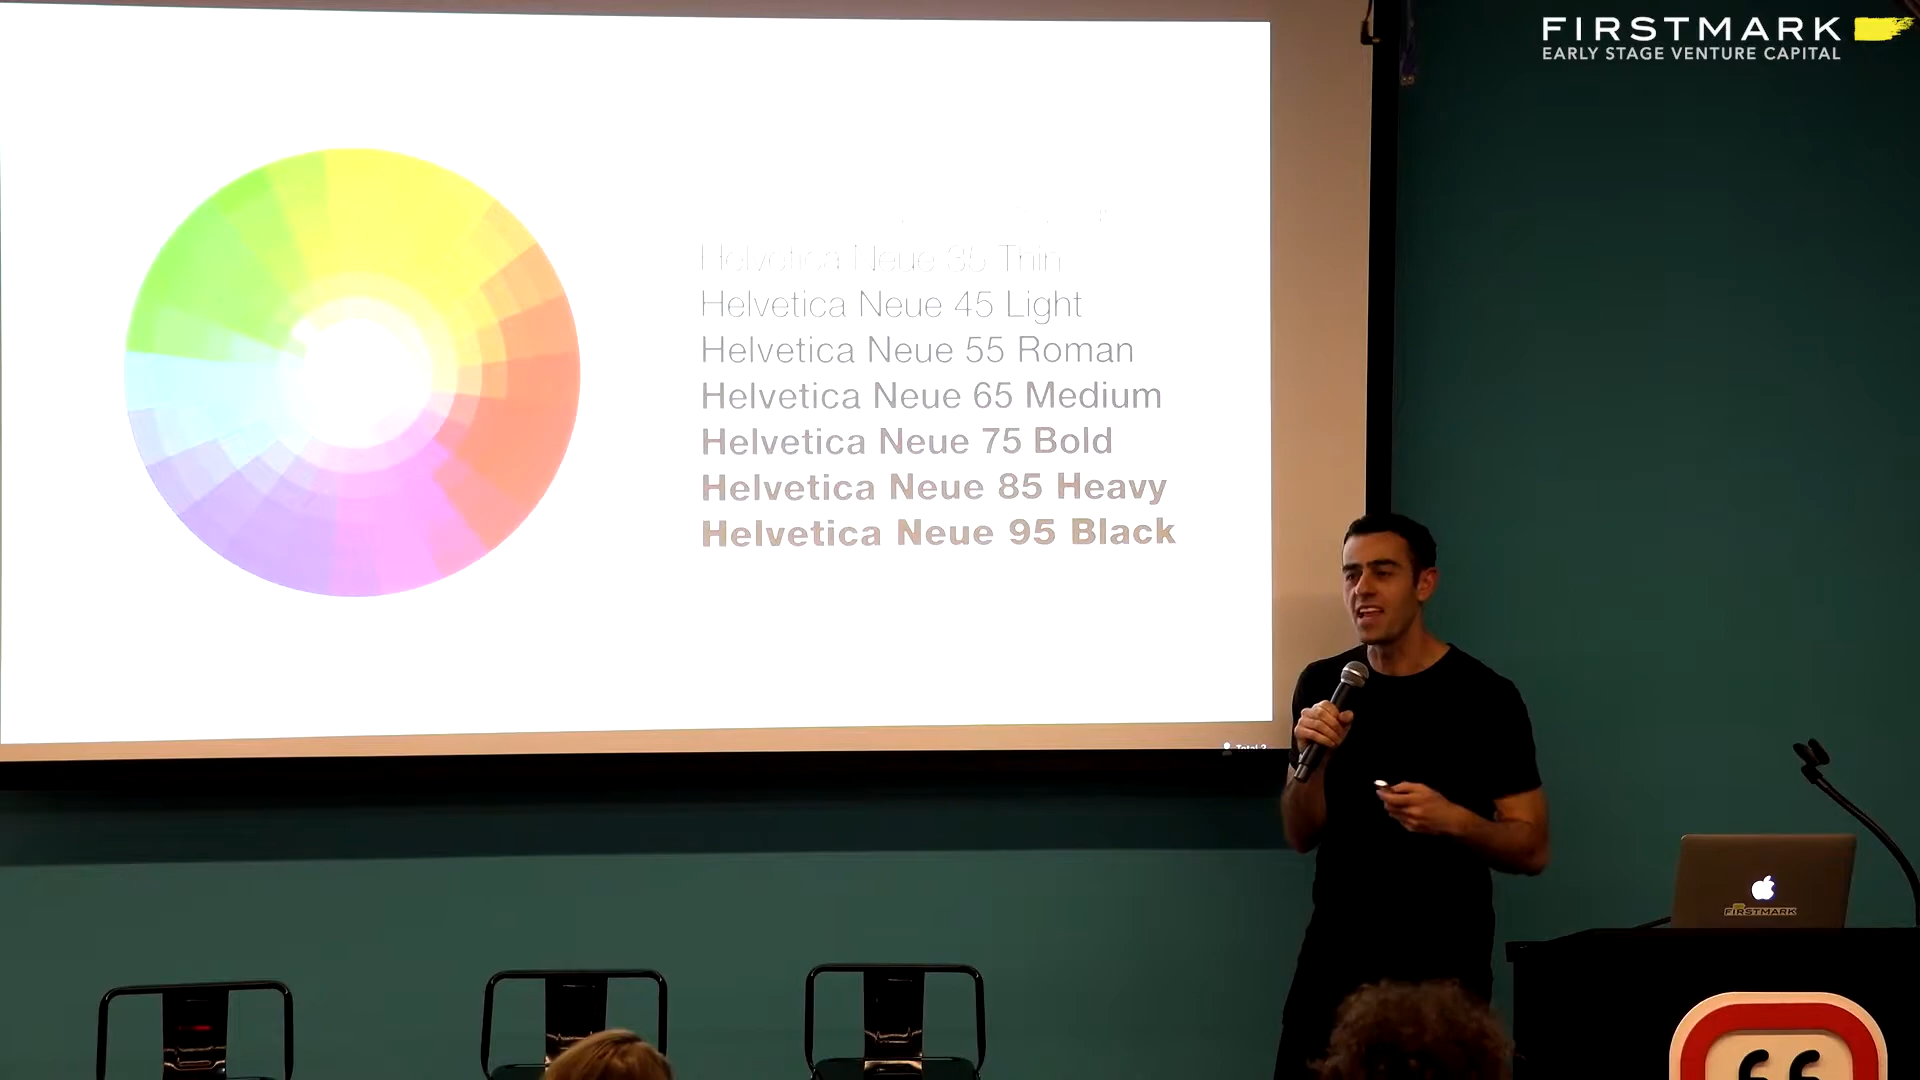 FIRSTMARK
EARLY STAGE VENTURE CAPITAL
Helvetica Neue 35 Thin
Helvetica Neue 45 Light
Helvetica Neue 55 Roman
Helvetica Neue 65 Medium
Helvetica Neue 75 Bold
Helvetica Neue 85 Heavy
Helvetica Neue 95 Black
FIRSTMARK